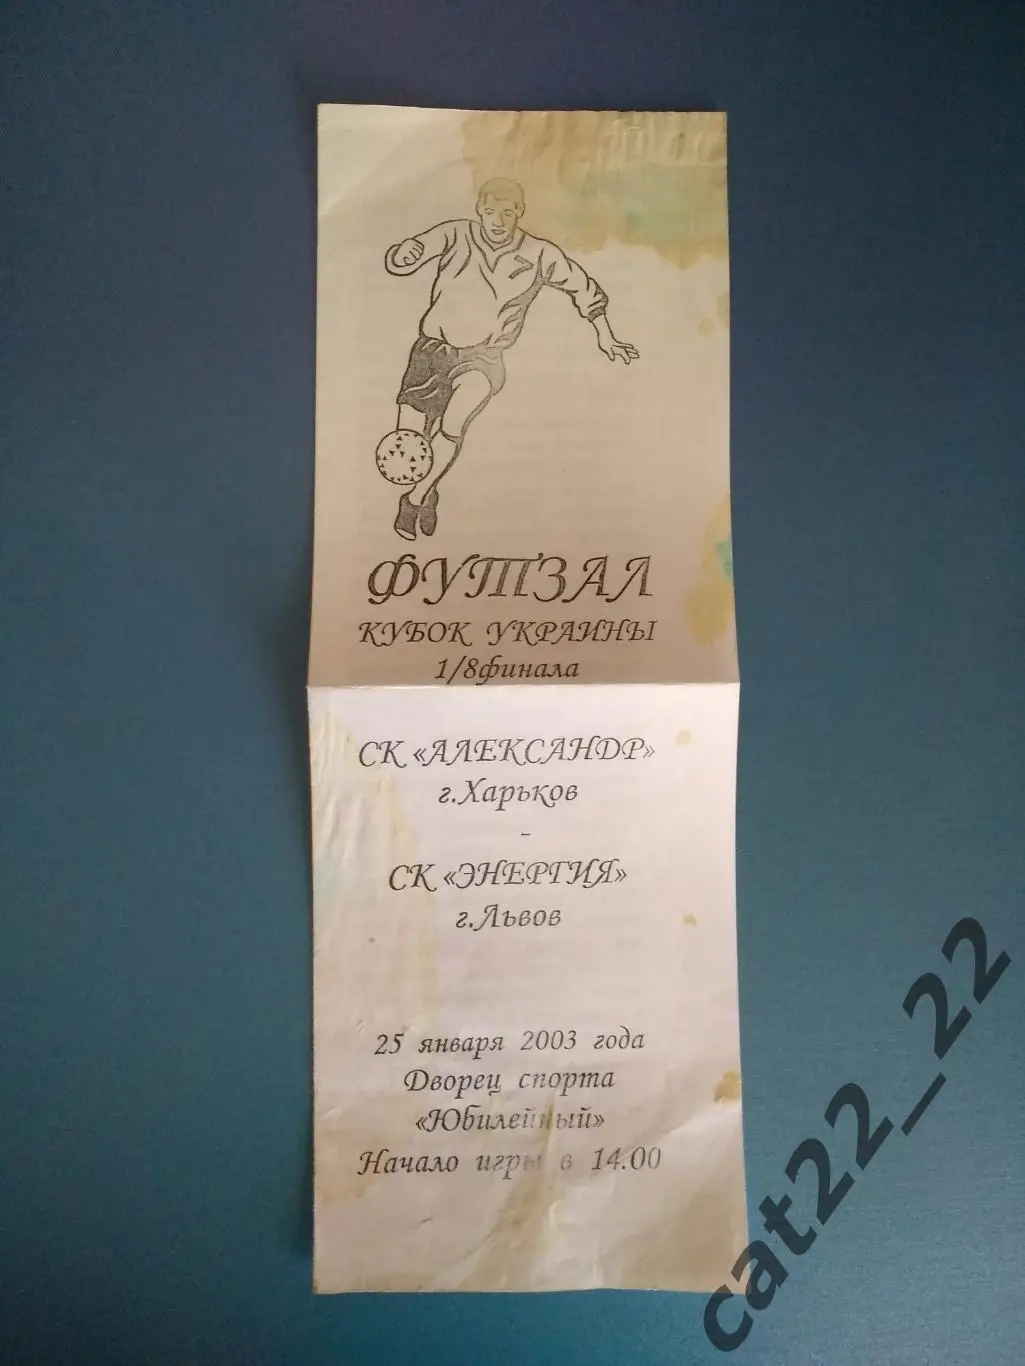 7
ФУТЗАЛ
КУБОК УКРАИНЫ
1/8финала
СК «АЛЕКСАНДР»
г.Харьков
-
СК «ЭНЕРГИЯ»
г.Львов
25 января 2003 года
Дворец спорта
«Юбилейный»
Начало игры в 14.00
cat22_22